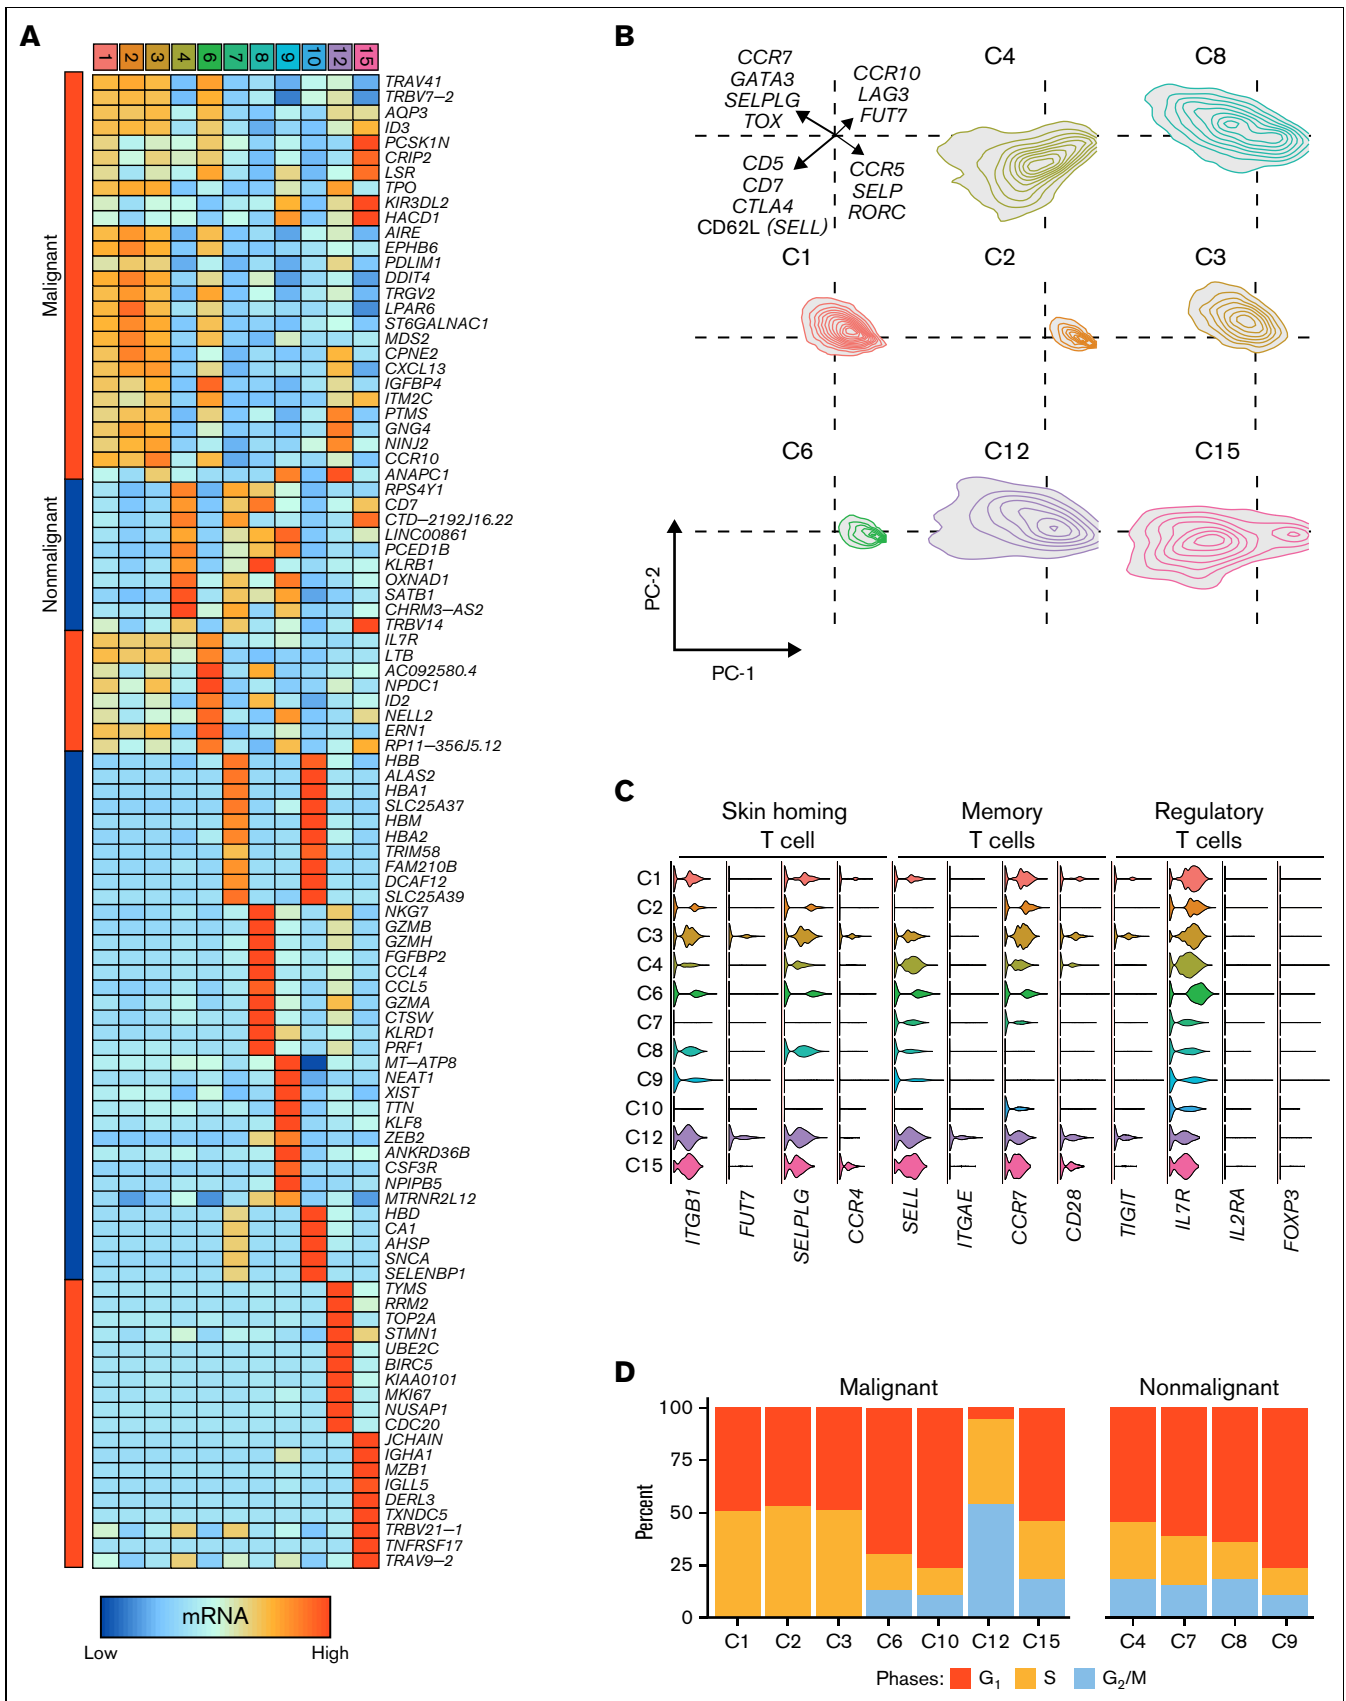 A
1 2 3 4 6 7 8 9 10 12 15
Malignant
Nonmalignant
TRAV41
TRBV7–2
AQP3
ID3
PCSK1N
CRIP2
LSR
TPO
KIR3DL2
HACD1
AIRE
EPHB6
PDLIM1
DDIT4
TRGV2
LPAR6
ST6GALNAC1
MDS2
CPNE2
CXCL13
IGFBP4
ITM2C
PTMS
GNG4
NINJ2
CCR10
ANAPC1
RPS4Y1
CD7
CTD–2192J16.22
LINC00861
PCED1B
KLRB1
OXNAD1
SATB1
CHRM3–AS2
TRBV14
IL7R
LTB
AC092580.4
NPDC1
ID2
NELL2
ERN1
RP11–356J5.12
HBB
ALAS2
HBA1
SLC25A37
HBM
HBA2
TRIM58
FAM210B
DCAF12
SLC25A39
NKG7
GZMB
GZMH
FGFBP2
CCL4
CCL5
GZMA
CTSW
KLRD1
PRF1
MT–ATP8
NEAT1
XIST
TTN
KLF8
ZEB2
ANKRD36B
CSF3R
NPIPB5
MTRNR2L12
HBD
CA1
AHSP
SNCA
SELENBP1
TYMS
RRM2
TOP2A
STMN1
UBE2C
BIRC5
KIAA0101
MKI67
NUSAP1
CDC20
JCHAIN
IGHA1
MZB1
IGLL5
DERL3
TXNDC5
TRBV21–1
TNFRSF17
TRAV9–2
mRNA
Low High
B
CCR7
GATA3
SELPLG
TOX
CCR10
LAG3
FUT7
CD5
CD7
CTLA4
CD62L (SELL)
CCR5
SELP
RORC
C4 C8
C1 C2 C3
C6 C12 C15
PC-2
PC-1
C
Skin homing
T cell
Memory
T cells
Regulatory
T cells
C1
C2
C3
C4
C6
C7
C8
C9
C10
C12
C15
ITGB1 FUT7 SELPLG CCR4 SELL ITGAE CCR7 CD28 TIGIT IL7R IL2RA FOXP3
D
Malignant Nonmalignant
Percent
100
75
50
25
0
C1 C2 C3 C6 C10 C12 C15 C4 C7 C8 C9
Phases: G1 S G2/M